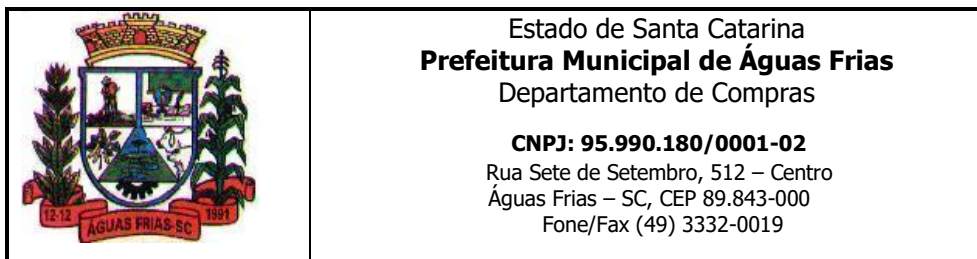 12-12
ÁGUAS FRIAS-SC
1991
Estado de Santa Catarina
Prefeitura Municipal de Águas Frias
Departamento de Compras
CNPJ: 95.990.180/0001-02
Rua Sete de Setembro, 512 – Centro
Águas Frias – SC, CEP 89.843-000
Fone/Fax (49) 3332-0019